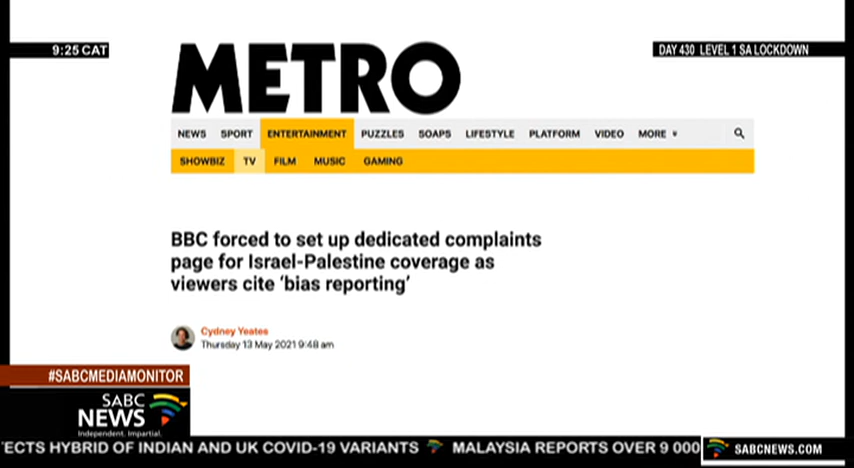 9:25 CAT
DAY 430 LEVEL 1 SA LOCKDOWN
METRO
NEWS SPORT ENTERTAINMENT PUZZLES SOAPS LIFESTYLE PLATFORM VIDEO MORE
SHOWBIZ TV FILM MUSIC GAMING
BBC forced to set up dedicated complaints
page for Israel-Palestine coverage as
viewers cite ‘bias reporting’
Cydney Yeates
Thursday 13 May 2021 9:48 am
#SABCMEDIAMONITOR
SABC
NEWS
Independent. Impartial.
ECTS HYBRID OF INDIAN AND UK COVID-19 VARIANTS MALAYSIA REPORTS OVER 9 000
SABCNEWS.COM